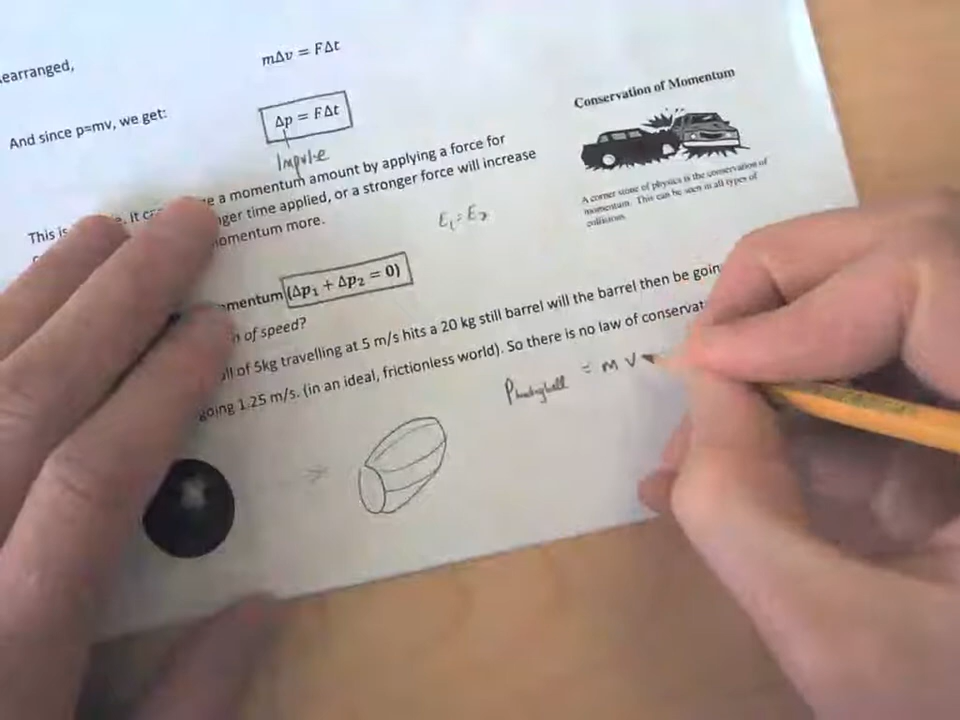 earranged,
mΔv = FΔt
And since p=mv, we get:
Δp = FΔt
Impulse
This is
e a momentum amount by applying a force for
ger time applied, or a stronger force will increase
omentum more.
E₁=E₂
Conservation of Momentum
A corner stone of physics is the conservation of
momentum. This can be seen in all types of
collisions.
mentum (Δp₁ + Δp₂ = 0)
n of speed?
ll of 5kg travelling at 5 m/s hits a 20 kg still barrel will the barrel then be goin
going 1.25 m/s. (in an ideal, frictionless world). So there is no law of conservat
= m v